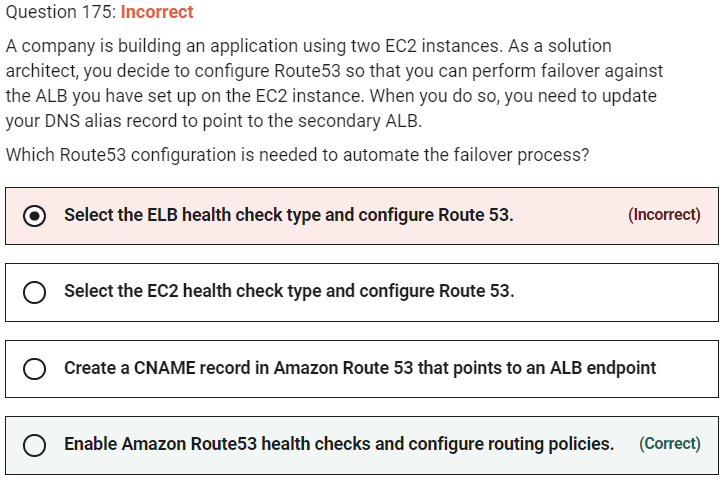 Question 175: Incorrect
A company is building an application using two EC2 instances. As a solution
architect, you decide to configure Route53 so that you can perform failover against
the ALB you have set up on the EC2 instance. When you do so, you need to update
your DNS alias record to point to the secondary ALB.
Which Route53 configuration is needed to automate the failover process?
Select the ELB health check type and configure Route 53. (Incorrect)
Select the EC2 health check type and configure Route 53.
Create a CNAME record in Amazon Route 53 that points to an ALB endpoint
Enable Amazon Route53 health checks and configure routing policies. (Correct)